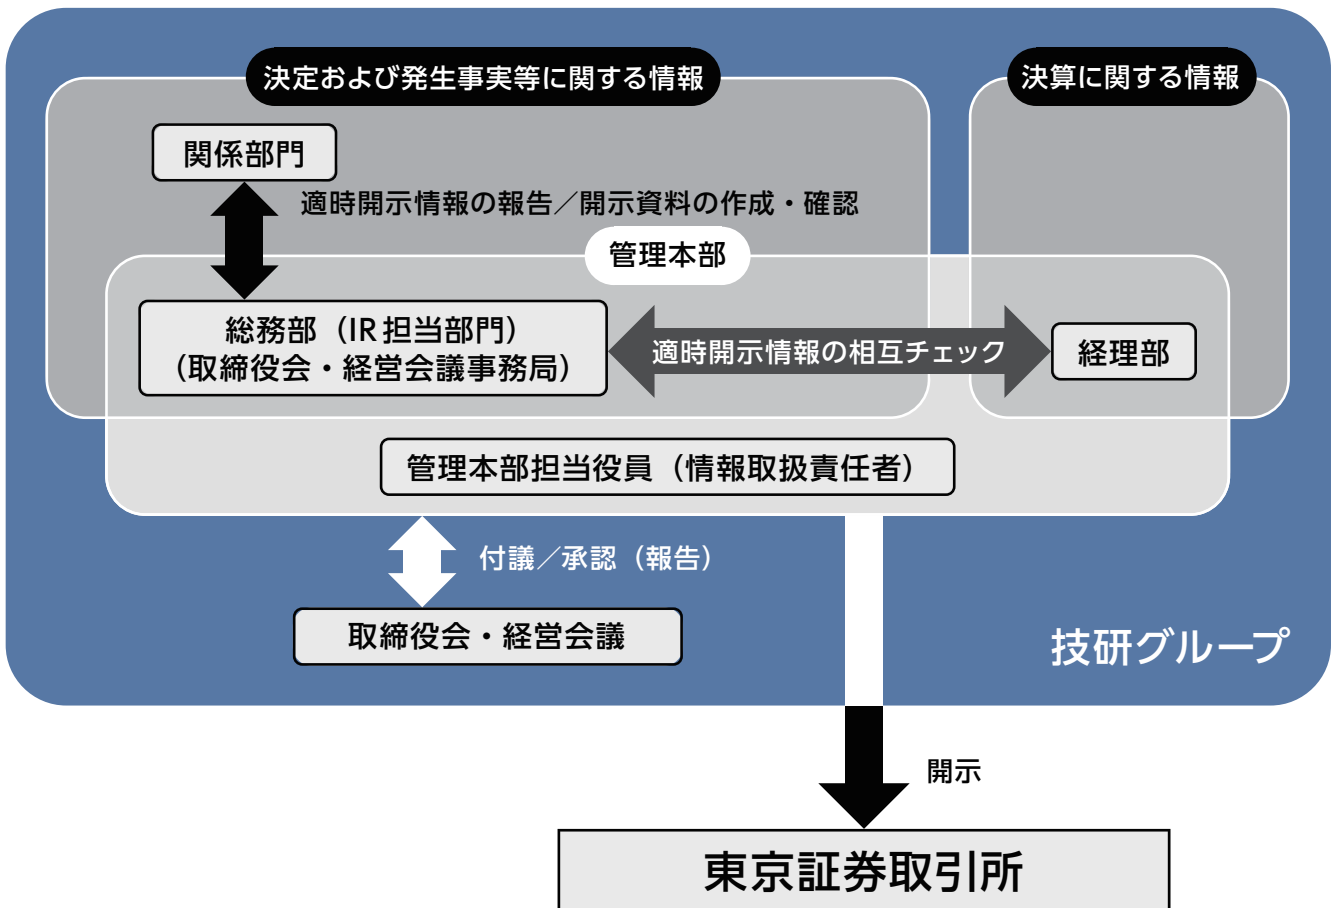 決定および発生事実等に関する情報
決算に関する情報
関係部門
適時開示情報の報告／開示資料の作成・確認
管理本部
総務部（IR担当部門）
（取締役会・経営会議事務局）
適時開示情報の相互チェック
経理部
管理本部担当役員（情報取扱責任者）
付議／承認（報告）
取締役会・経営会議
技研グループ
開示
東京証券取引所